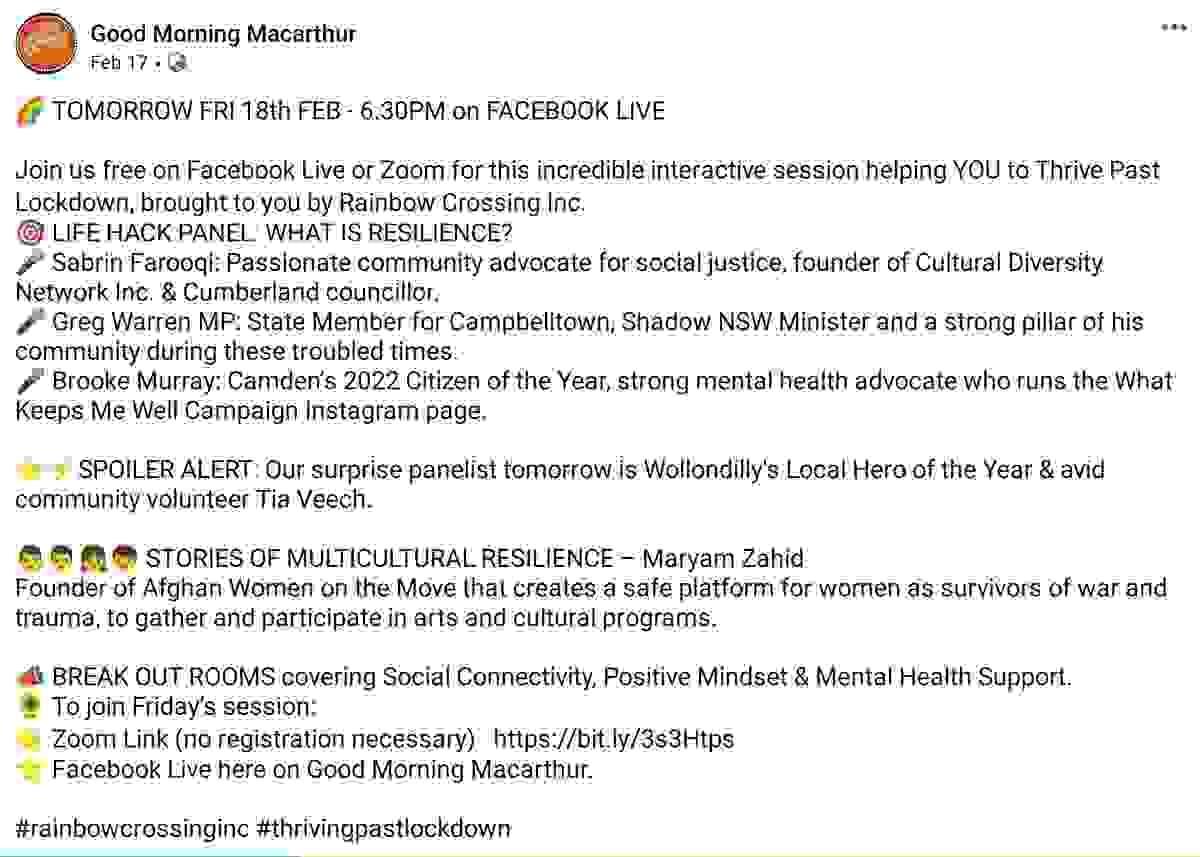 Good Morning Macarthur
Feb 17 •
TOMORROW FRI 18th FEB - 6.30PM on FACEBOOK LIVE
Join us free on Facebook Live or Zoom for this incredible interactive session helping YOU to Thrive Past
Lockdown, brought to you by Rainbow Crossing Inc.
LIFE HACK PANEL: WHAT IS RESILIENCE?
Sabrin Farooqi: Passionate community advocate for social justice, founder of Cultural Diversity
Network Inc. & Cumberland councillor.
Greg Warren MP: State Member for Campbelltown, Shadow NSW Minister and a strong pillar of his
community during these troubled times.
Brooke Murray: Camden's 2022 Citizen of the Year, strong mental health advocate who runs the What
Keeps Me Well Campaign Instagram page.
SPOILER ALERT: Our surprise panelist tomorrow is Wollondilly's Local Hero of the Year & avid
community volunteer Tia Veech.
STORIES OF MULTICULTURAL RESILIENCE – Maryam Zahid
Founder of Afghan Women on the Move that creates a safe platform for women as survivors of war and
trauma, to gather and participate in arts and cultural programs.
BREAK OUT ROOMS covering Social Connectivity, Positive Mindset & Mental Health Support.
To join Friday's session:
Zoom Link (no registration necessary) https://bit.ly/3s3Htps
Facebook Live here on Good Morning Macarthur.
#rainbowcrossinginc #thrivingpastlockdown